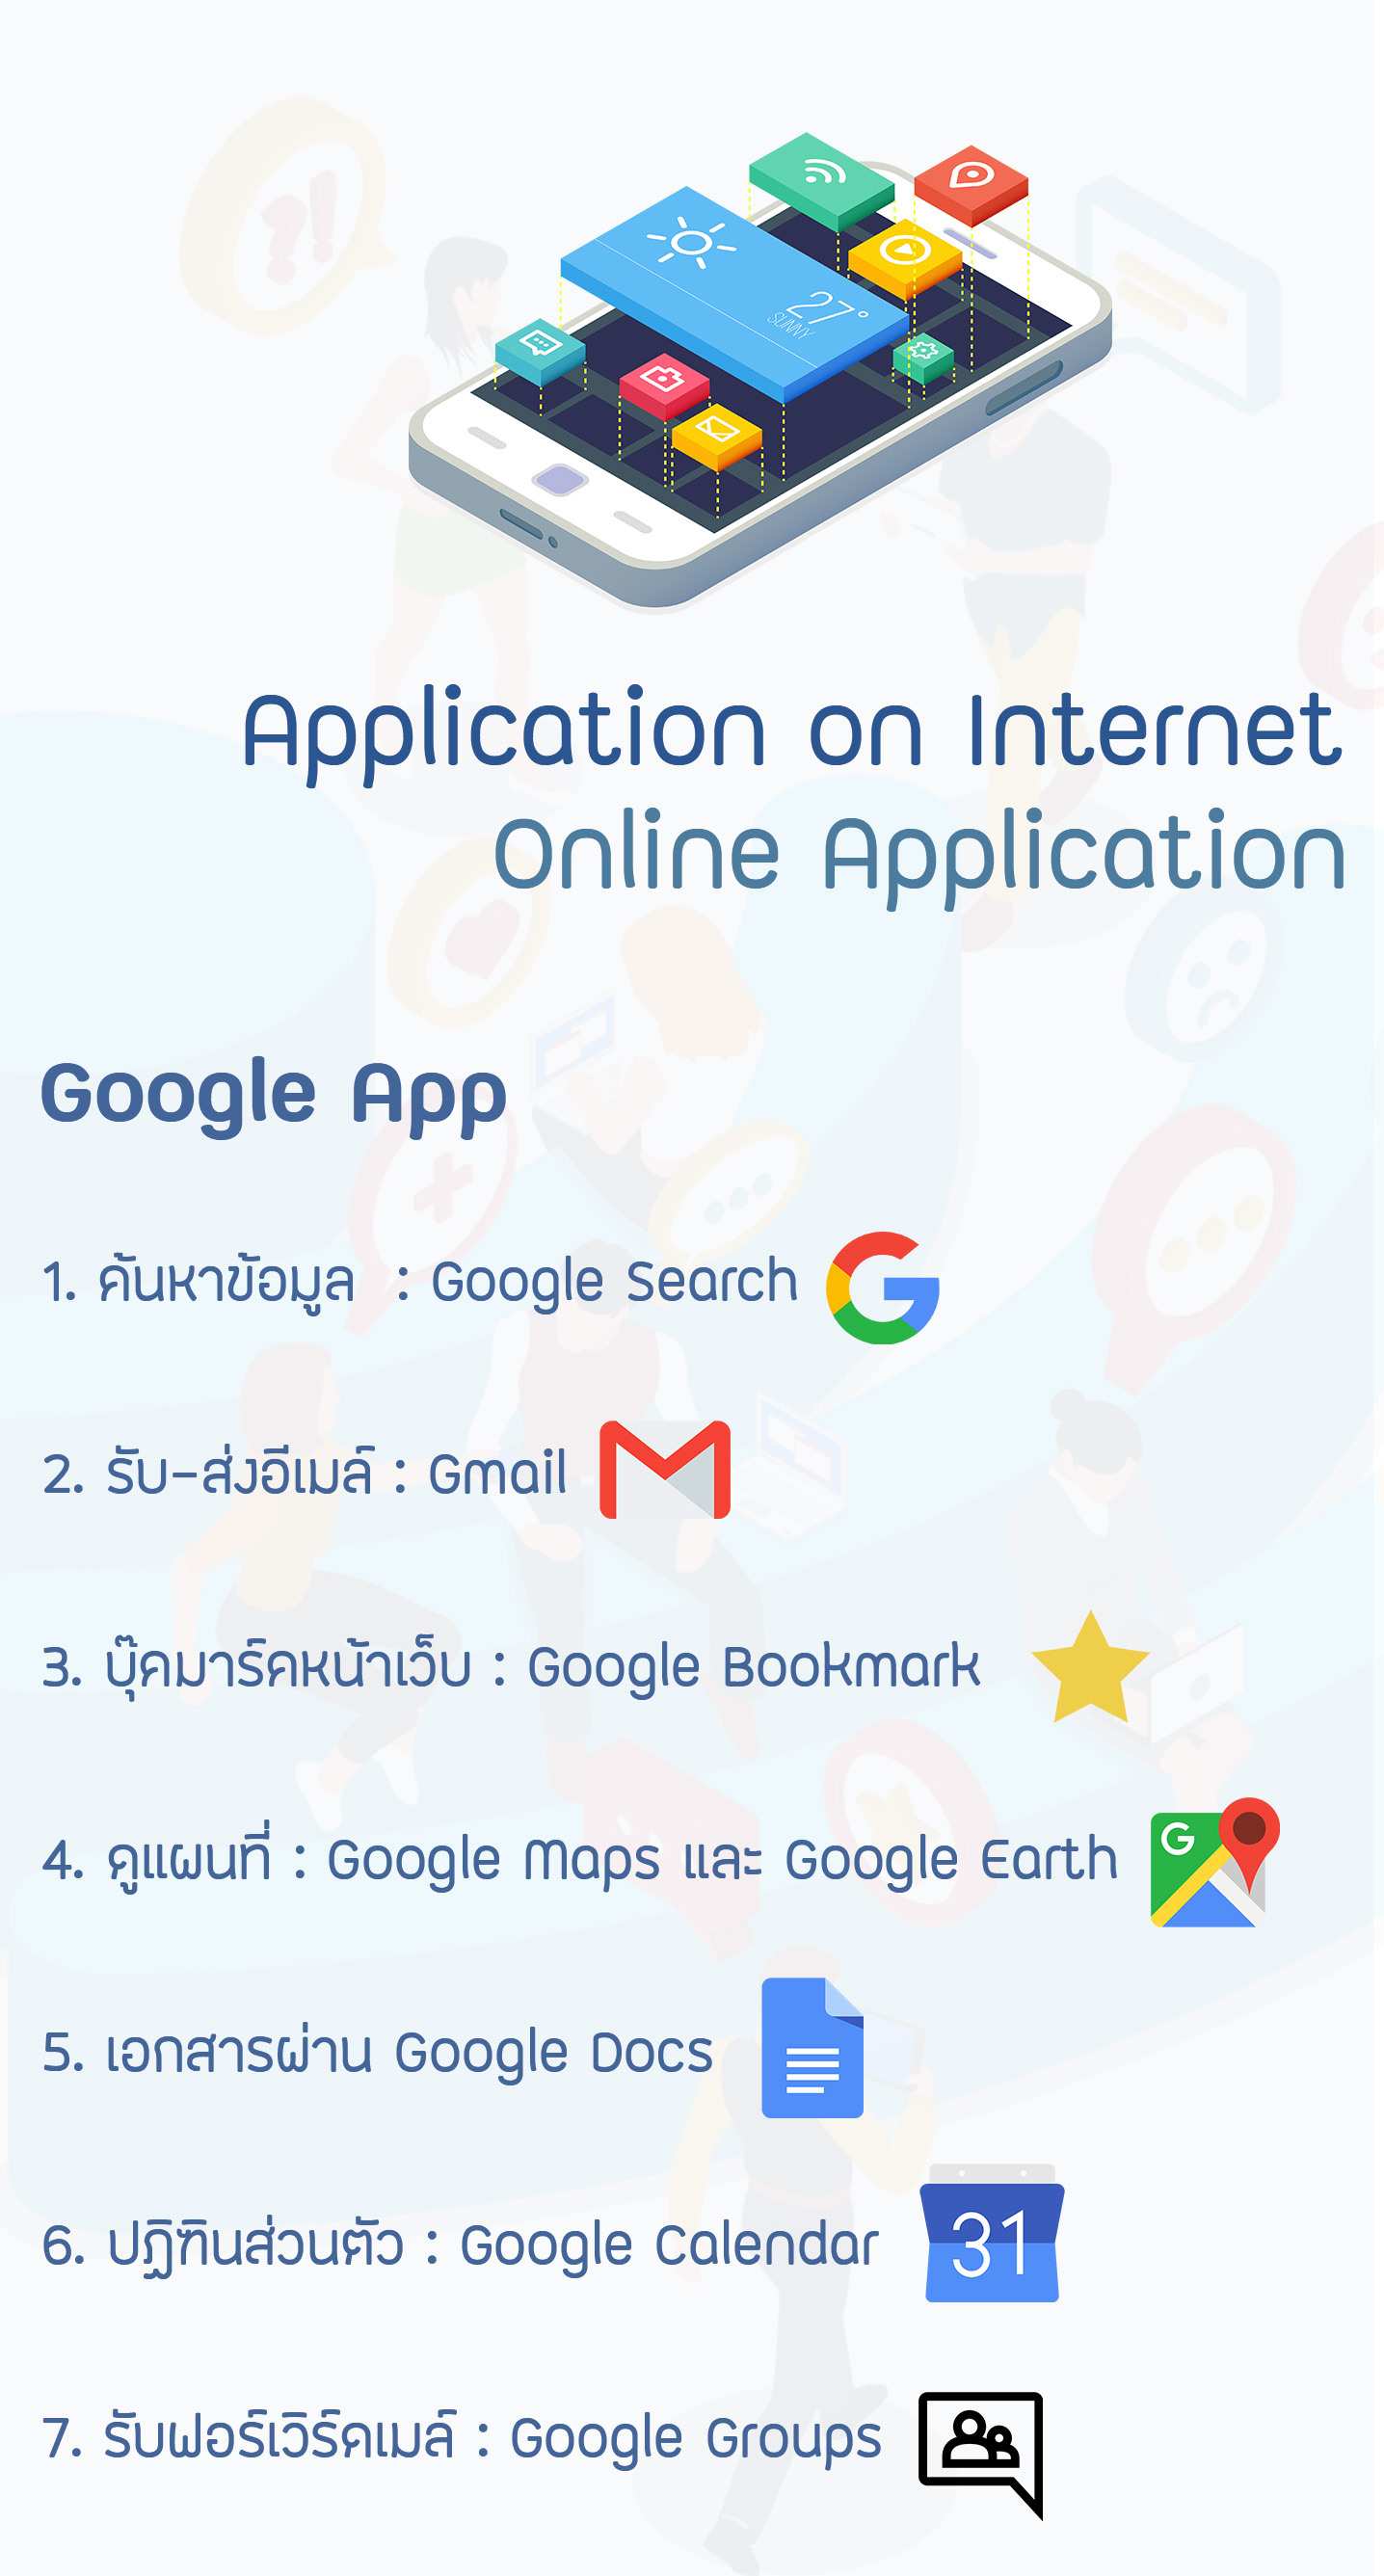 27°
SUNNY
Application on Internet
Online Application
Google App
1. ค้นหาข้อมูล : Google Search
2. รับ-ส่งอีเมล์ : Gmail
3. บุ๊คมาร์คหน้าเว็บ : Google Bookmark
4. ดูแผนที่ : Google Maps และ Google Earth
5. เอกสารผ่าน Google Docs
6. ปฏิทินส่วนตัว : Google Calendar
31
7. รับฟอร์เวิร์ดเมล์ : Google Groups